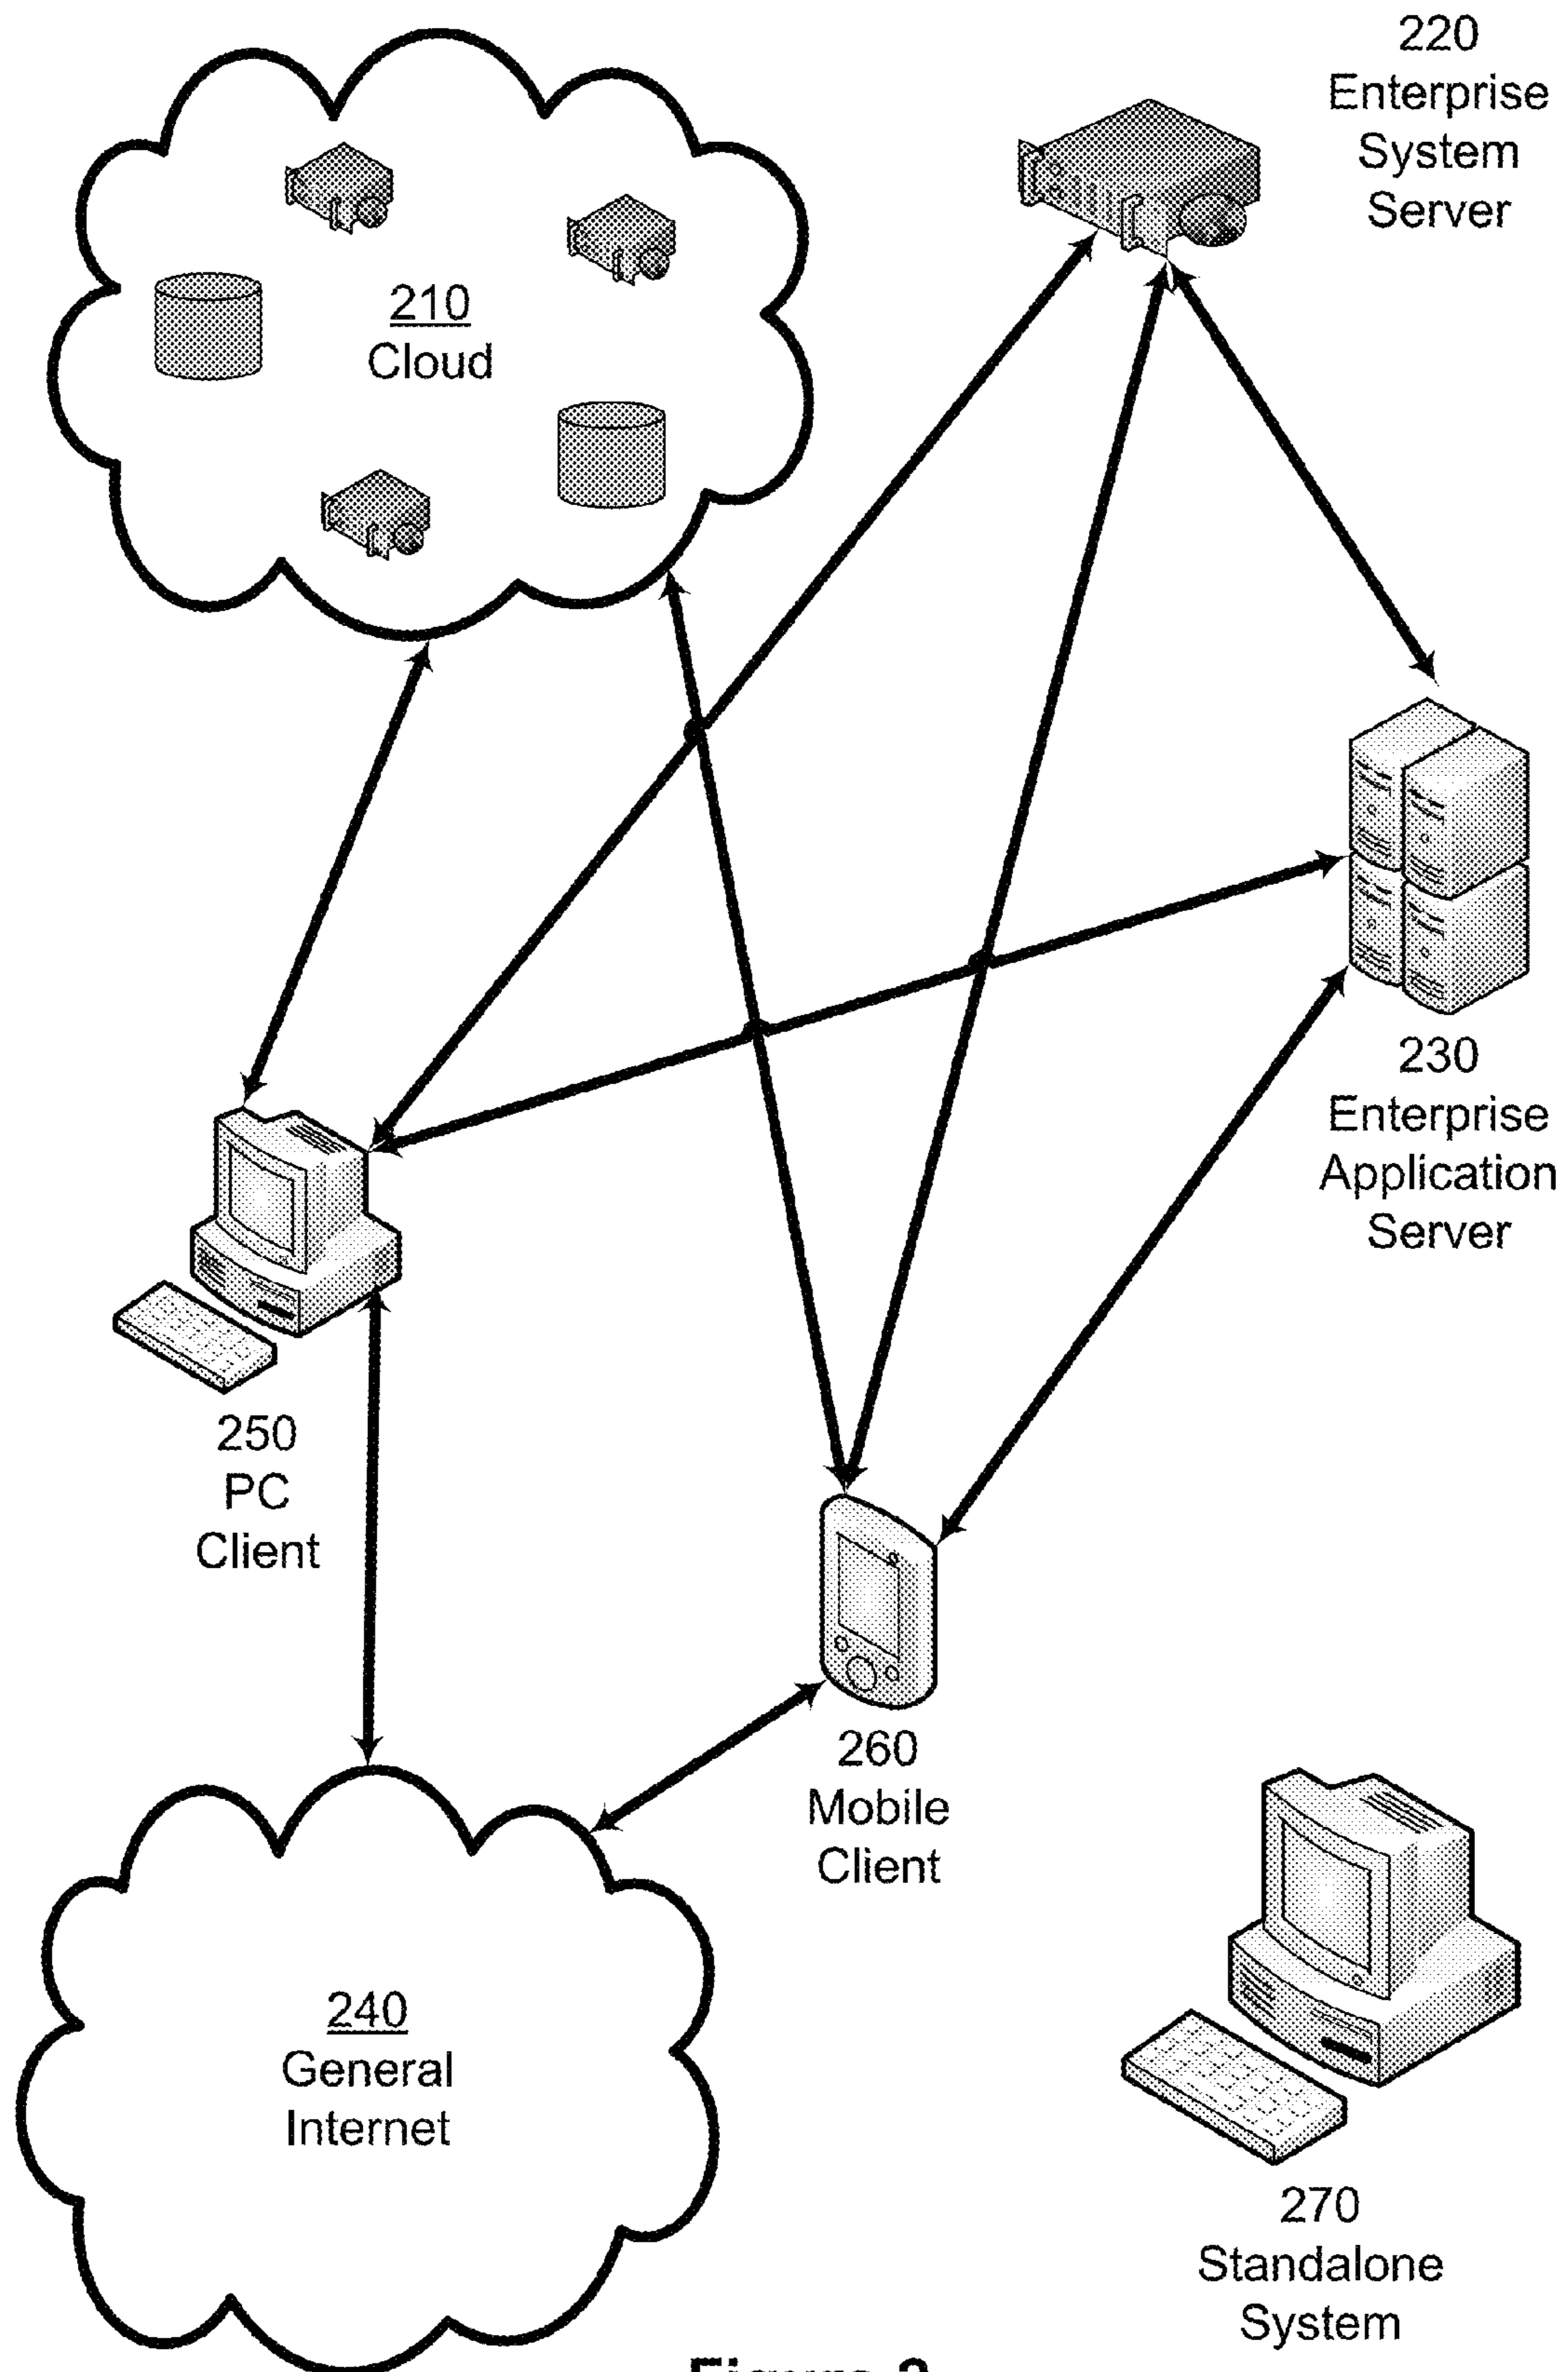 220
Enterprise
System
Server
210
Cloud
230
Enterprise
Application
Server
250
PC
Client
260
Mobile
Client
240
General
Internet
270
Standalone
System